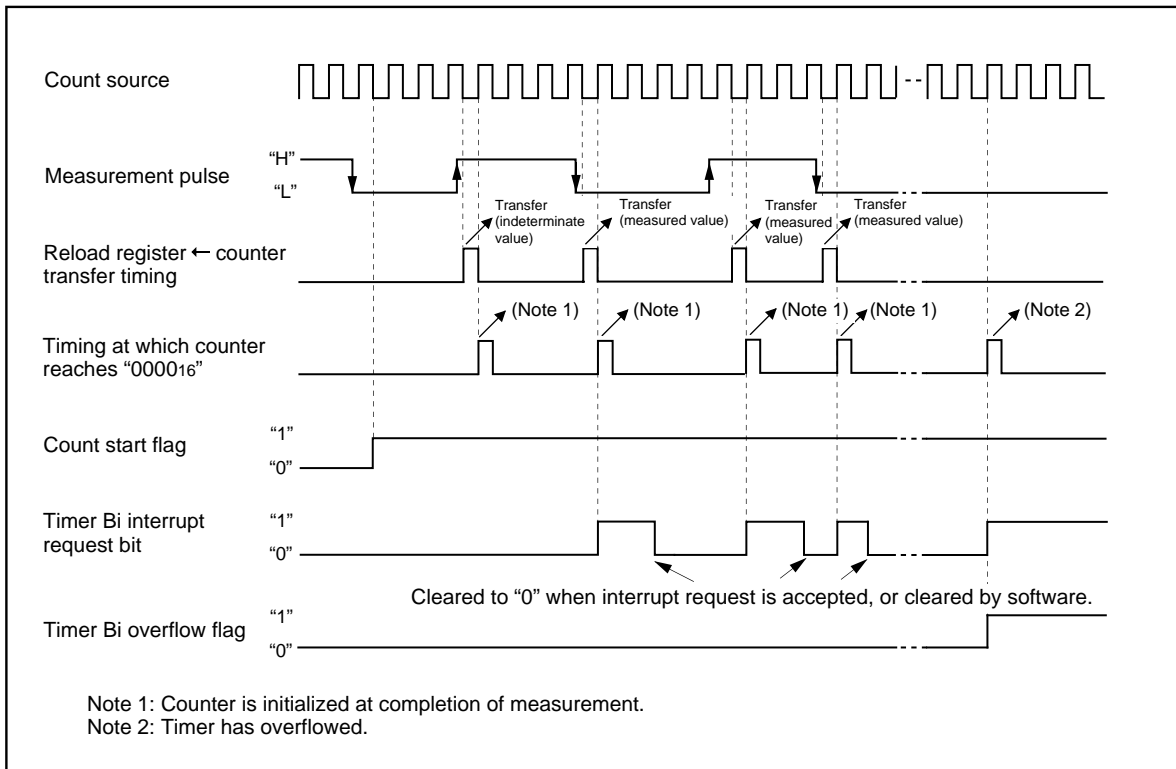 Count source
“H”
Measurement pulse
“L”
Transfer
(indeterminate
value)
Transfer
(measured value)
Transfer
(measured
value)
Transfer
(measured value)
Reload register ← counter
transfer timing
(Note 1)
(Note 1)
(Note 1)
(Note 1)
(Note 2)
Timing at which counter
reaches “000016”
Count start flag
“1”
“0”
Timer Bi interrupt
request bit
“1”
“0”
Cleared to “0” when interrupt request is accepted, or cleared by software.
Timer Bi overflow flag
“1”
“0”
Note 1: Counter is initialized at completion of measurement.
Note 2: Timer has overflowed.